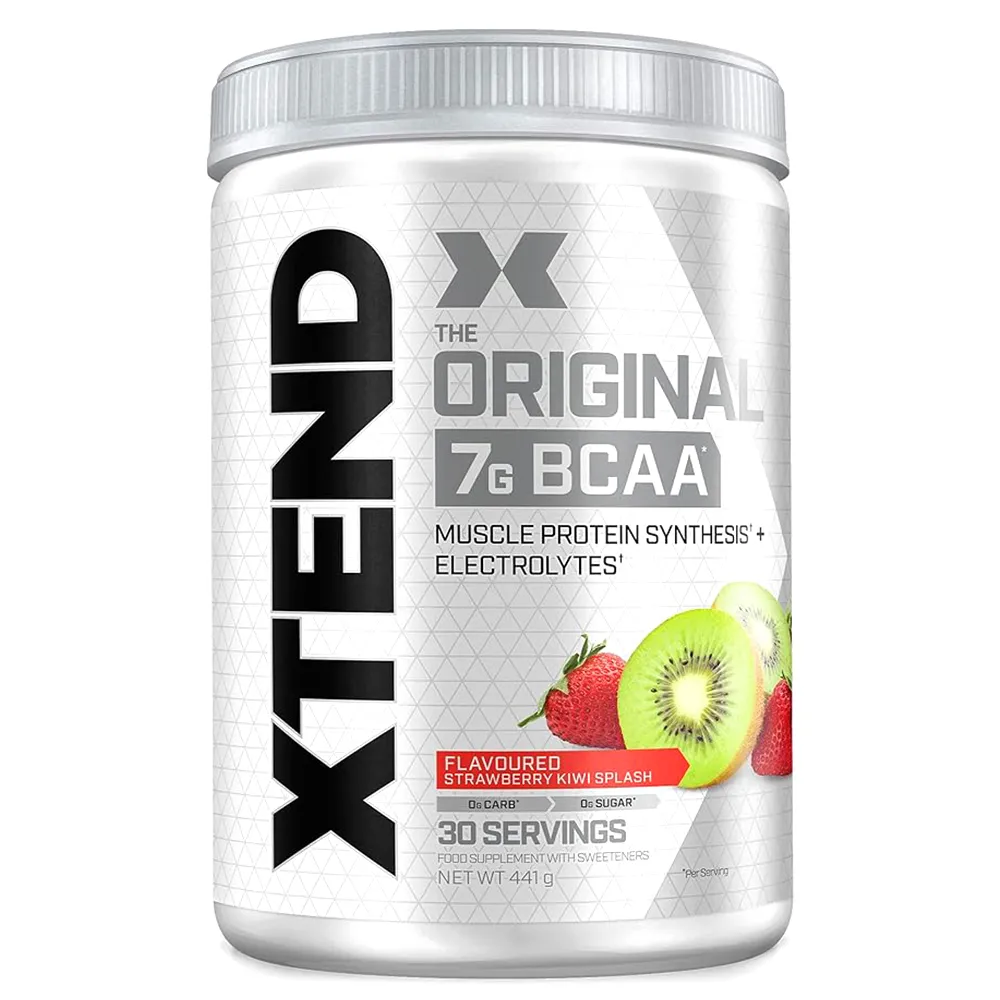 XTEND
X
THE
ORIGINAL
7G BCAA*
MUSCLE PROTEIN SYNTHESIS† +
ELECTROLYTES†
FLAVOURED
STRAWBERRY KIWI SPLASH
0G CARB* 0G SUGAR*
30 SERVINGS
FOOD SUPPLEMENT WITH SWEETENERS
NET WT 441 g
*Per Serving